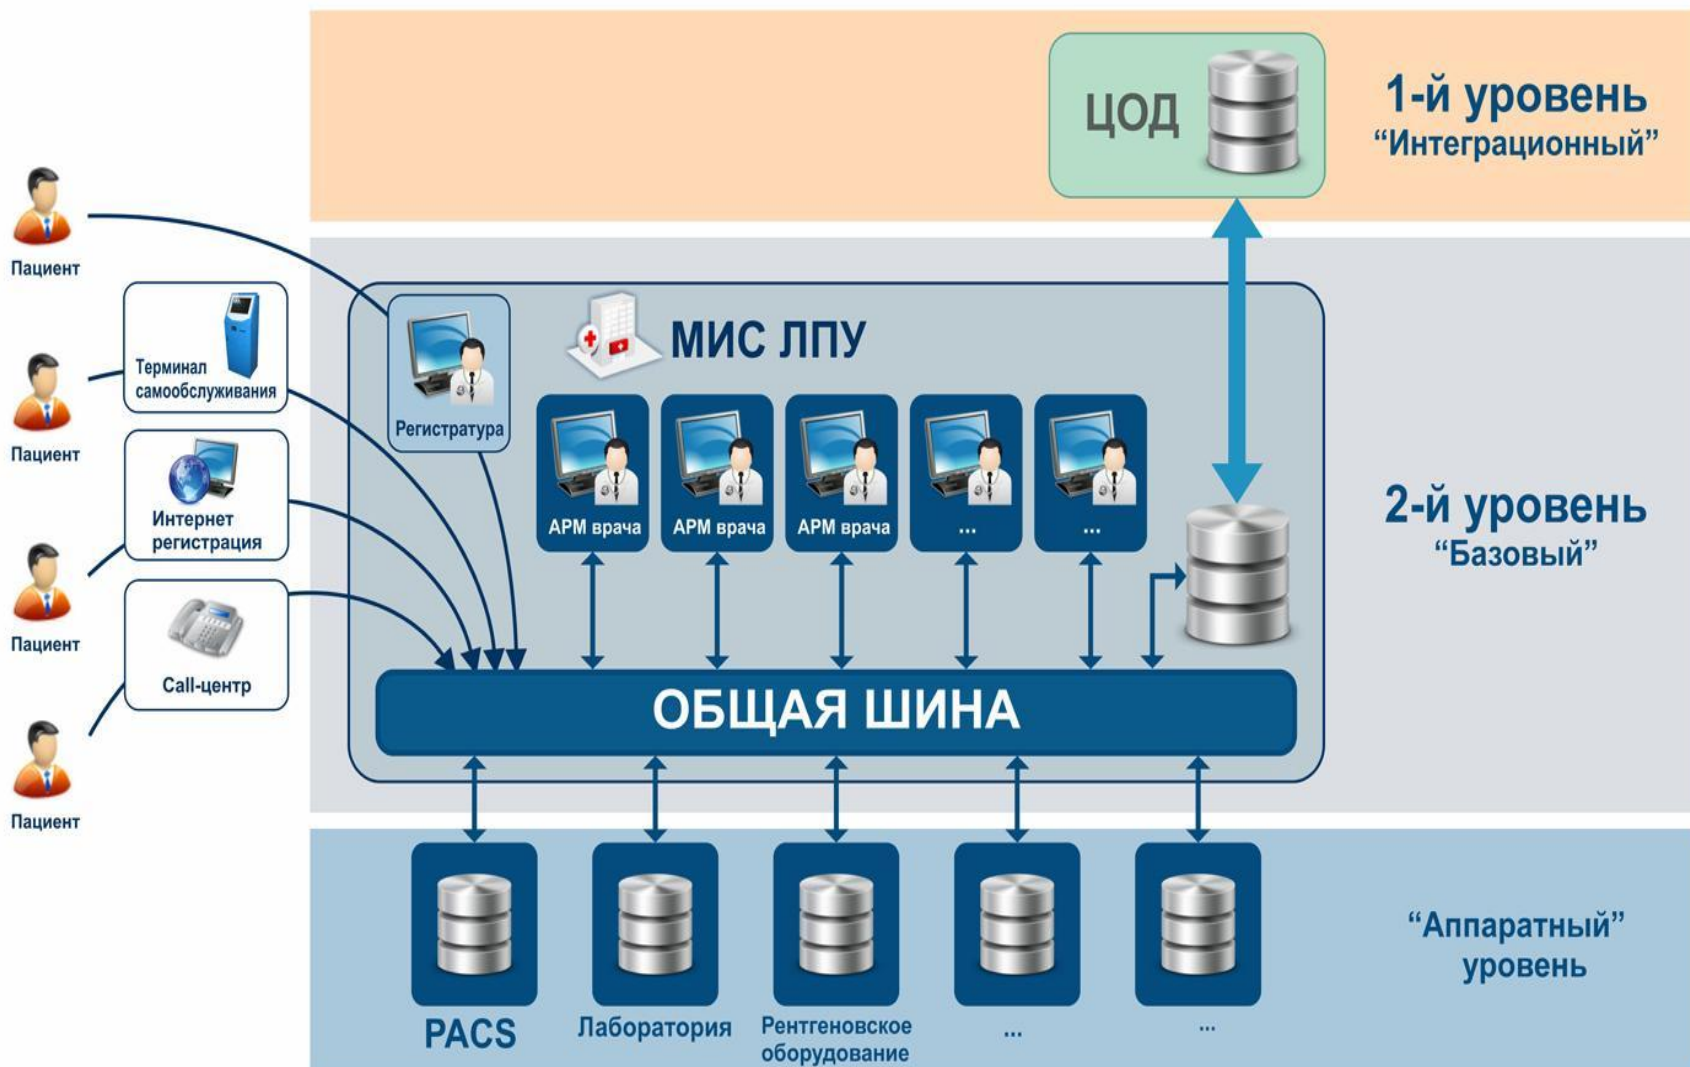 ЦОД
1-й уровень
“Интеграционный”
Пациент
Терминал
самообслуживания
Пациент
Интернет
регистрация
Пациент
Call-центр
Пациент
Регистратура
МИС ЛПУ
АРМ врача
АРМ врача
АРМ врача
...
...
2-й уровень
“Базовый”
ОБЩАЯ ШИНА
PACS
Лаборатория
Рентгеновское
оборудование
...
...
“Аппаратный”
уровень